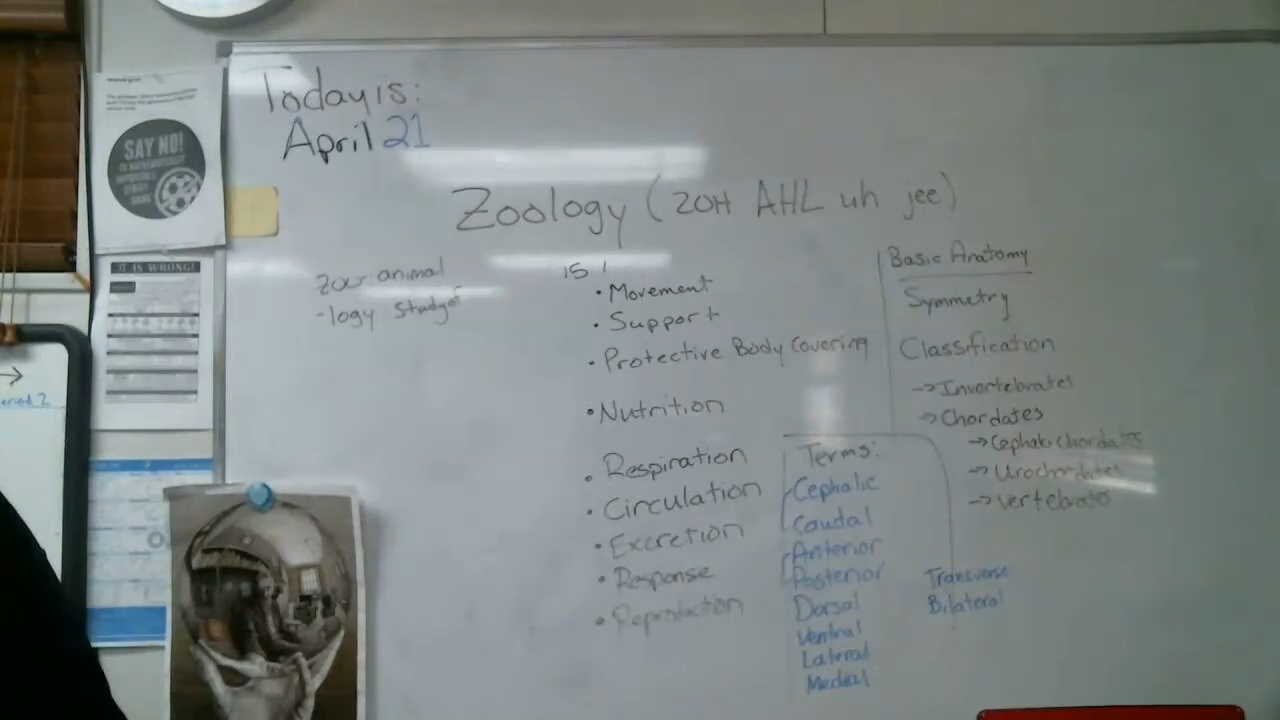 Today is:
April 21
Zoology (ZOH AHL uh jee)
Zoo animal
-logy study of
15 !
• Movement
• Support
• Protective Body Covering
• Nutrition
• Respiration
• Circulation
• Excretion
• Response
• Reproduction
Terms:
Cephalic
Caudal
Anterior
Posterior
Dorsal
Ventral
Lateral
Medial
Transverse
Bilateral
Basic Anatomy
Symmetry
Classification
→ Invertebrates
→ Chordates
→ Cephalochordates
→ Urochordates
→ Vertebrates
SAY NO!
IT IS WRONG!